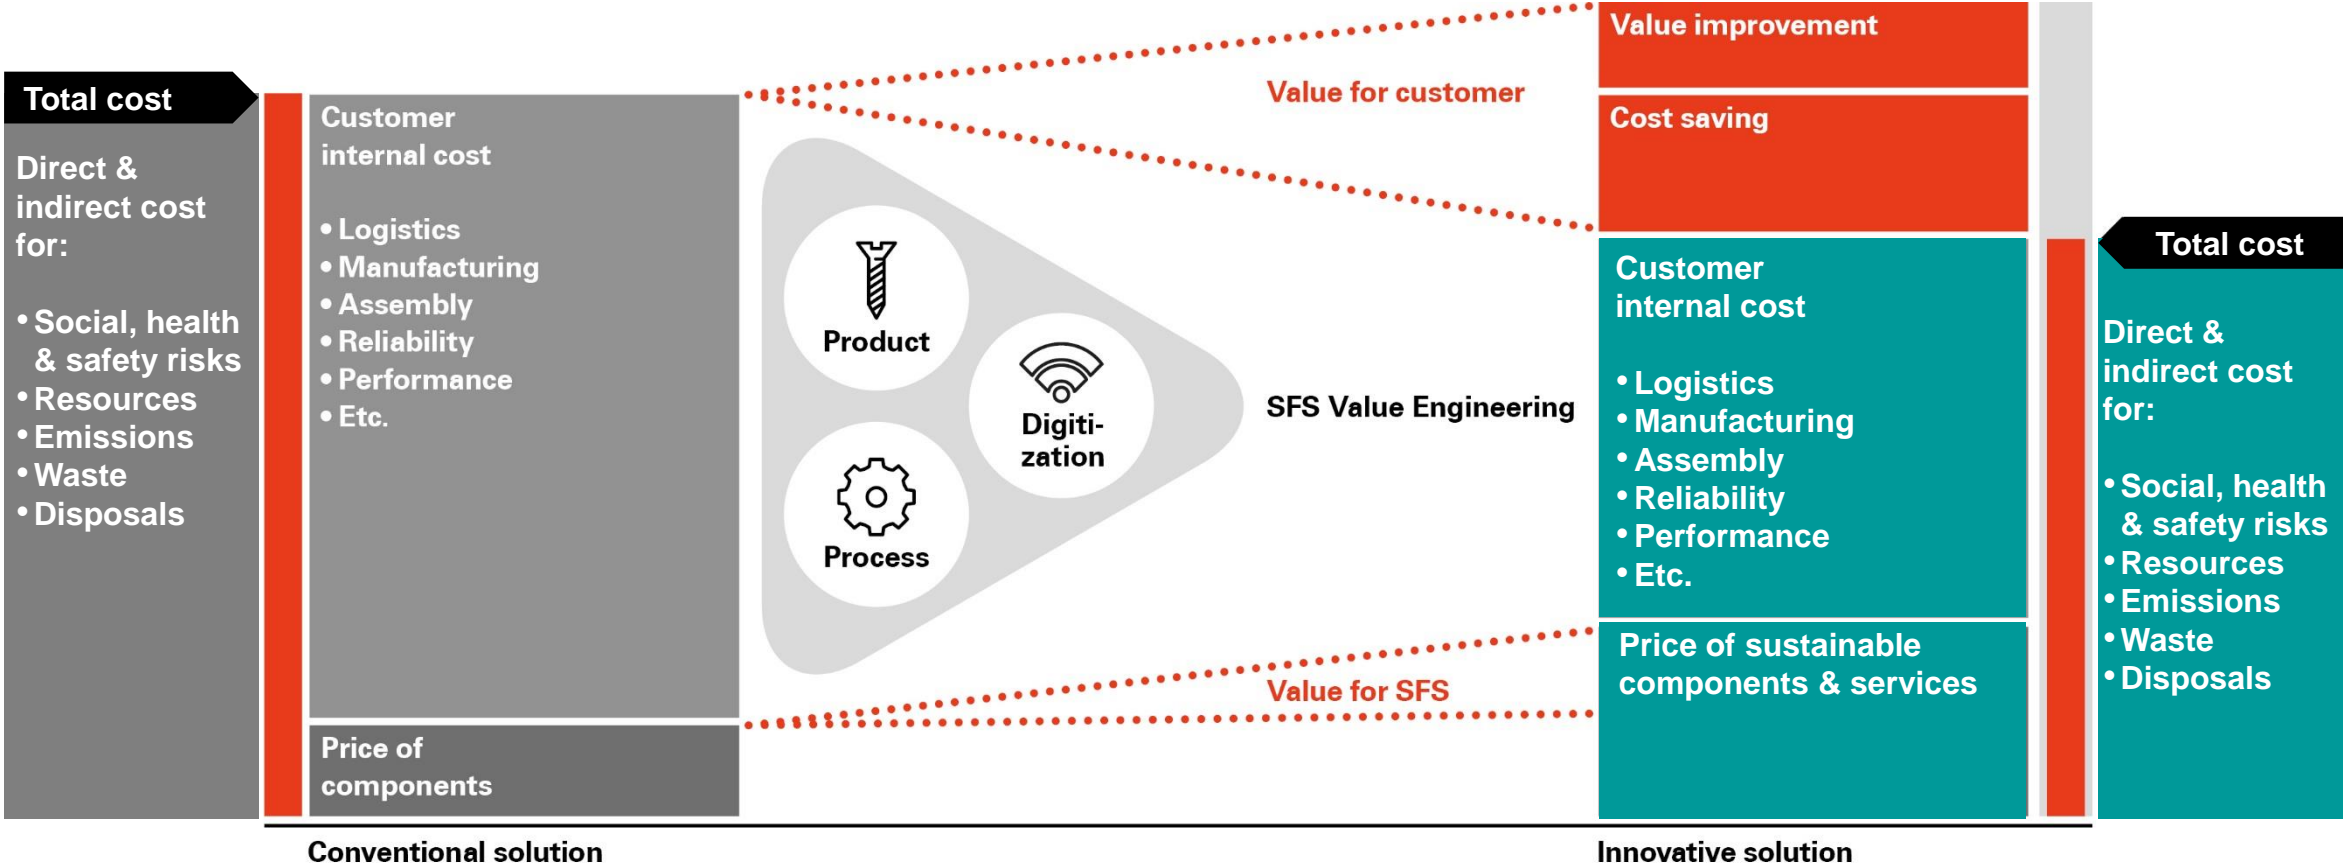 Total cost
Direct &
indirect cost
for:
• Social, health
& safety risks
• Resources
• Emissions
• Waste
• Disposals
Customer
internal cost
• Logistics
• Manufacturing
• Assembly
• Reliability
• Performance
• Etc.
Price of
components
Conventional solution
Product
Process
Digiti-
zation
Value for customer
SFS Value Engineering
Value for SFS
Value improvement
Cost saving
Customer
internal cost
• Logistics
• Manufacturing
• Assembly
• Reliability
• Performance
• Etc.
Price of sustainable
components & services
Innovative solution
Total cost
Direct &
indirect cost
for:
• Social, health
& safety risks
• Resources
• Emissions
• Waste
• Disposals